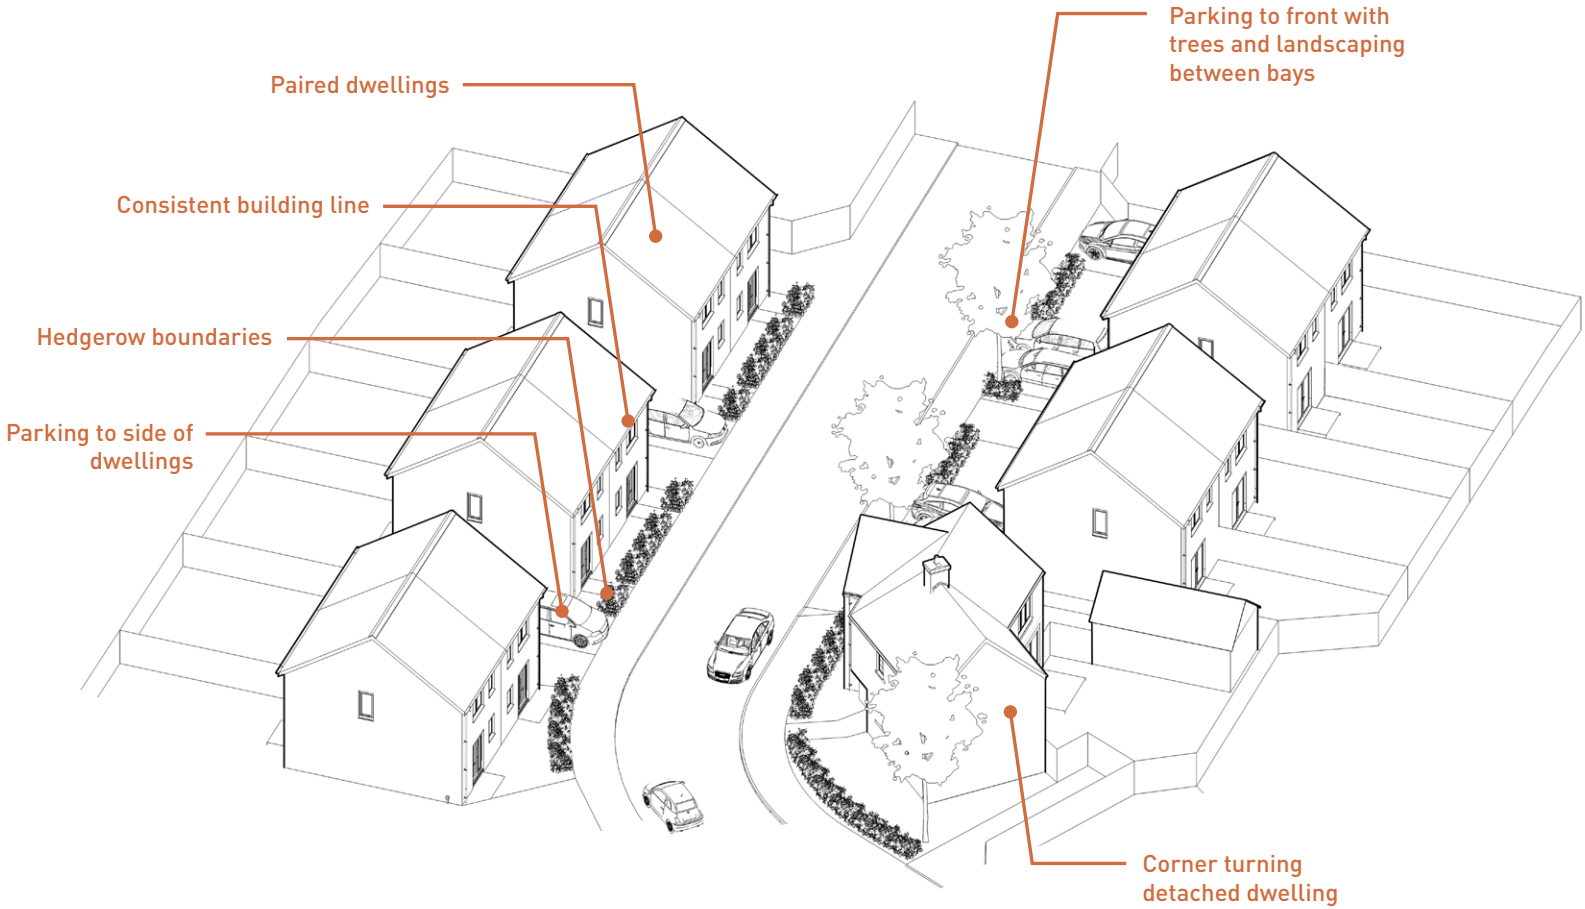 Parking to front with
trees and landscaping
between bays
Paired dwellings
Consistent building line
Hedgerow boundaries
Parking to side of
dwellings
Corner turning
detached dwelling